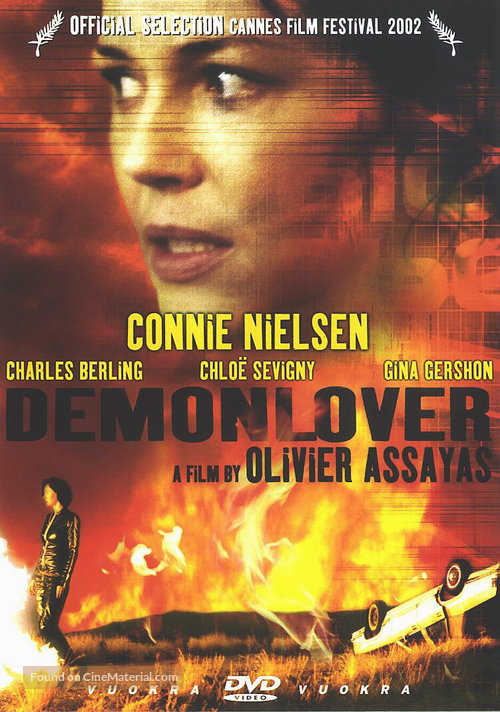 OFFICIAL SELECTION CANNES FILM FESTIVAL 2002
CONNIE NIELSEN
CHARLES BERLING CHLOË SEVIGNY GINA GERSHON
DEMONLOVER
A FILM BY OLIVIER ASSAYAS
Found on CineMaterial.com
VUOKRA DVD VIDEO VUOKRA